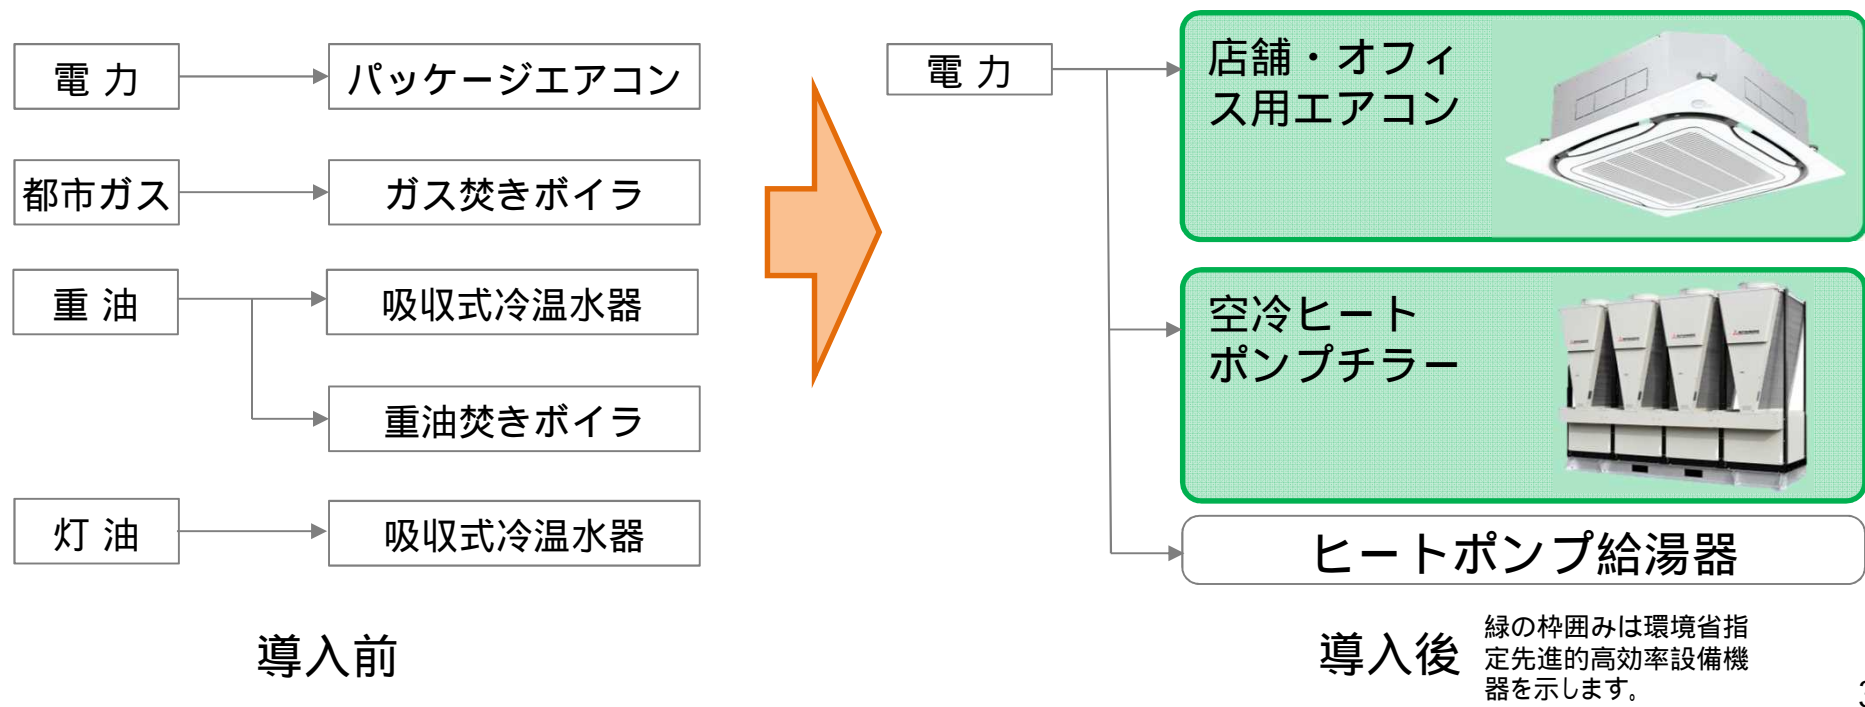 電 力
パッケージエアコン
都市ガス
ガス焚きボイラ
重 油
吸収式冷温水器
重油焚きボイラ
灯 油
吸収式冷温水器
導入前
電 力
店舗・オフィ
ス用エアコン
空冷ヒート
ポンプチラー
ヒートポンプ給湯器
導入後
緑の枠囲みは環境省指
定先進的高効率設備機
器を示します。